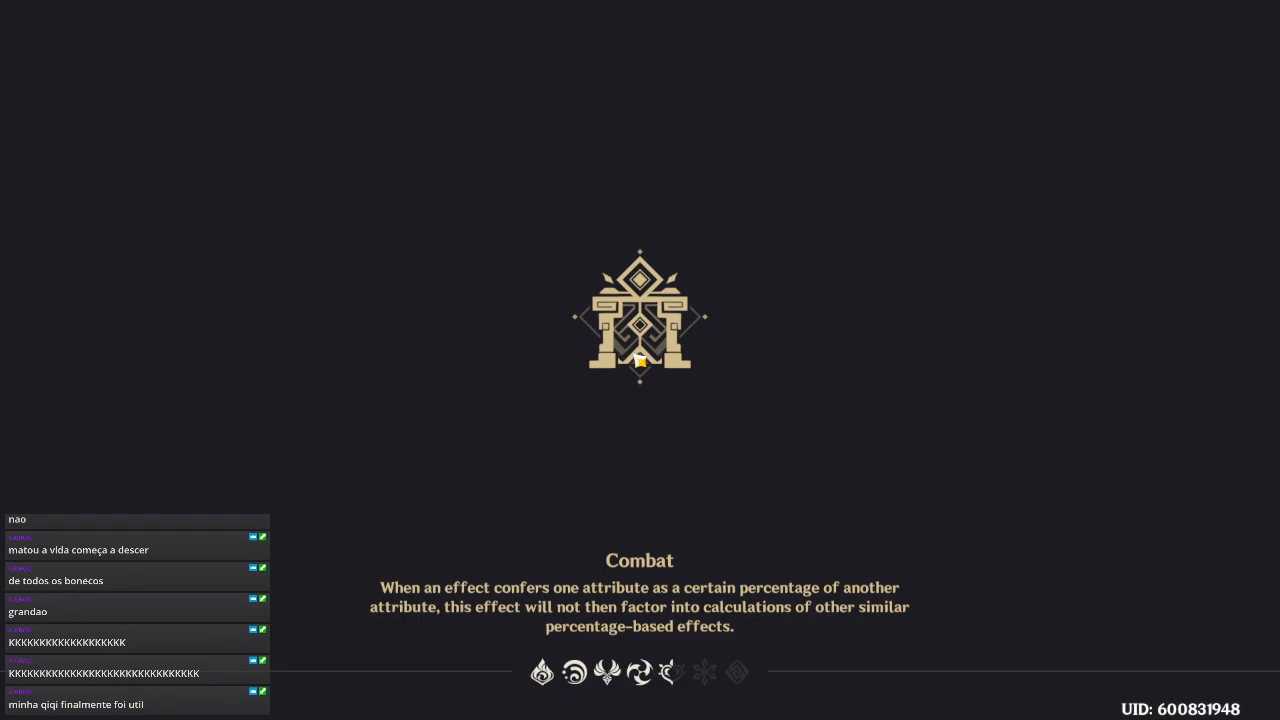 nao
matou a vida começa a descer
de todos os bonecos
grandao
KKKKKKKKKKKKKKKKKKK
KKKKKKKKKKKKKKKKKKKKKKKKKKKKKKK
minha qiqi finalmente foi util
Combat
When an effect confers one attribute as a certain percentage of another
attribute, this effect will not then factor into calculations of other similar
percentage-based effects.
UID: 600831948